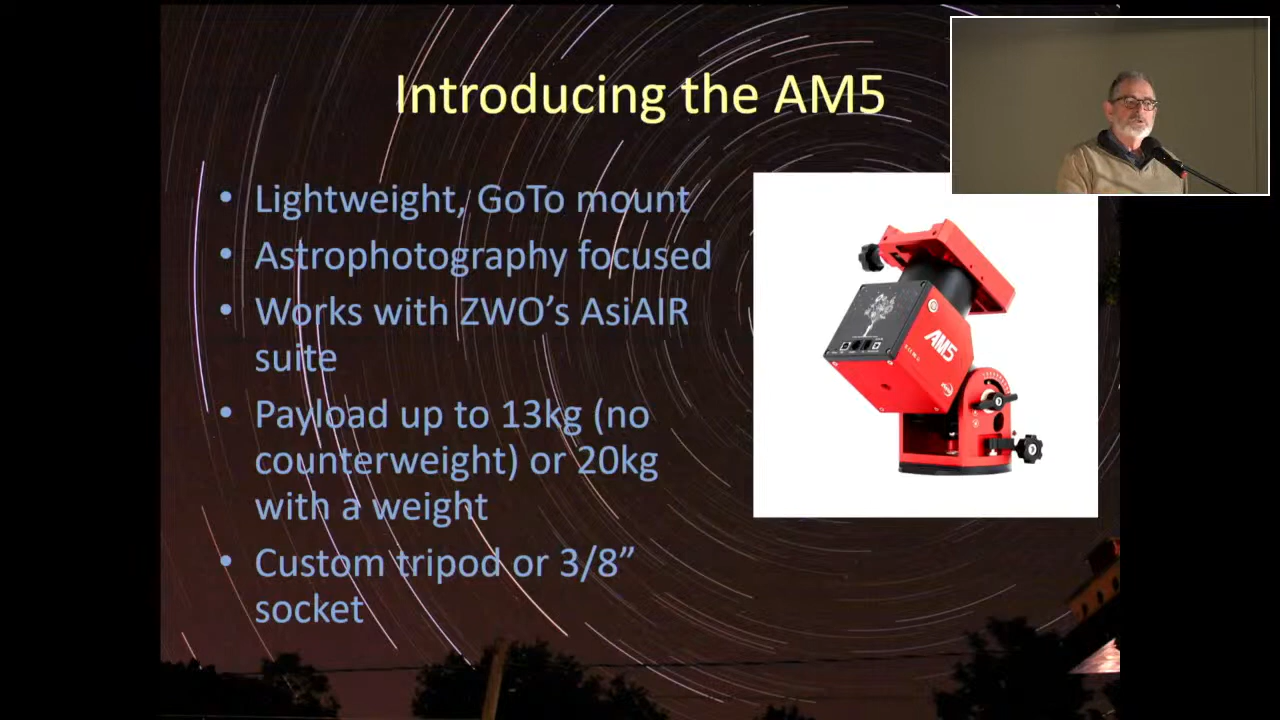 Introducing the AM5
• Lightweight, GoTo mount
• Astrophotography focused
• Works with ZWO’s AsiAIR
suite
• Payload up to 13kg (no
counterweight) or 20kg
with a weight
• Custom tripod or 3/8”
socket
AM5